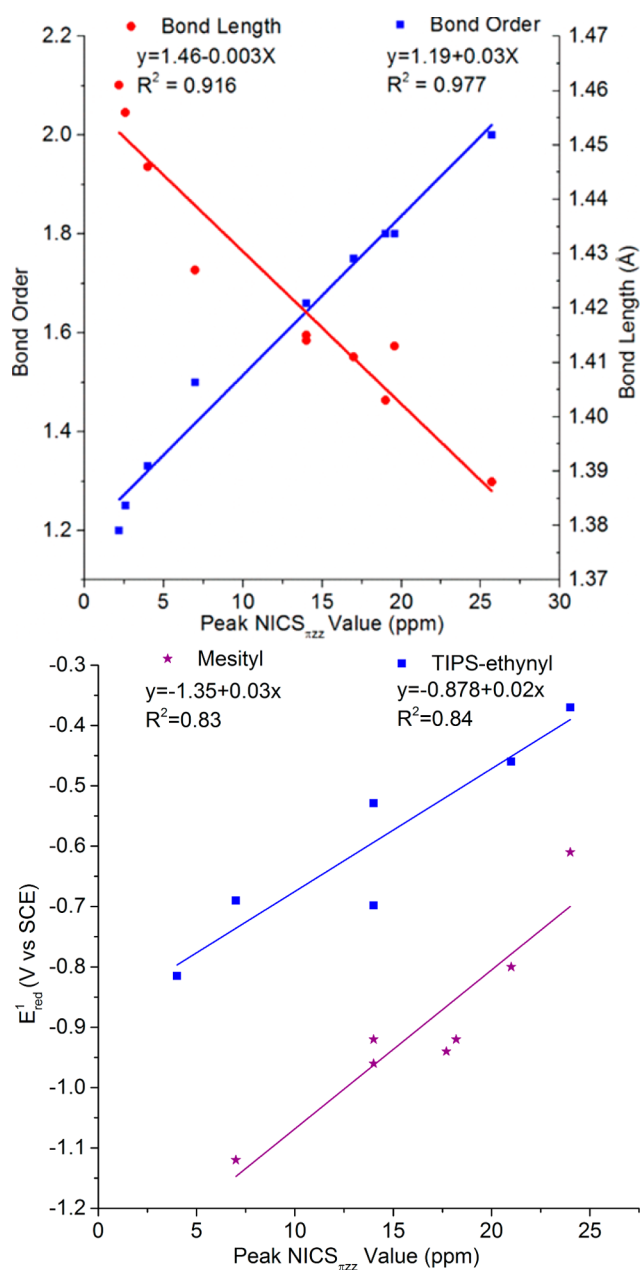 Bond Length
Bond Order
y=1.46-0.003X
y=1.19+0.03X
R² = 0.916
R² = 0.977
2.2
2.0
1.8
1.6
1.4
1.2
Bond Order
1.47
1.46
1.45
1.44
1.43
1.42
1.41
1.40
1.39
1.38
1.37
Bond Length (Å)
0 5 10 15 20 25 30
Peak NICSπzz Value (ppm)
Mesityl
TIPS-ethynyl
y=-1.35+0.03x
y=-0.878+0.02x
R²=0.83
R²=0.84
-0.3
-0.4
-0.5
-0.6
-0.7
-0.8
-0.9
-1.0
-1.1
-1.2
E¹red (V vs SCE)
0 5 10 15 20 25
Peak NICSπzz Value (ppm)